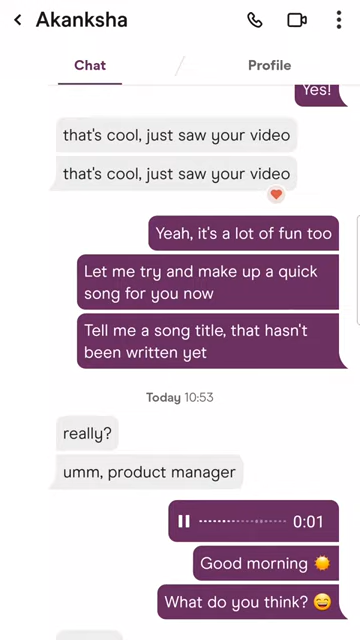 Akanksha
Chat
Profile
Yes!
that's cool, just saw your video
that's cool, just saw your video
Yeah, it's a lot of fun too
Let me try and make up a quick
song for you now
Tell me a song title, that hasn't
been written yet
Today 10:53
really?
umm, product manager
0:01
Good morning ☀️
What do you think? 😄